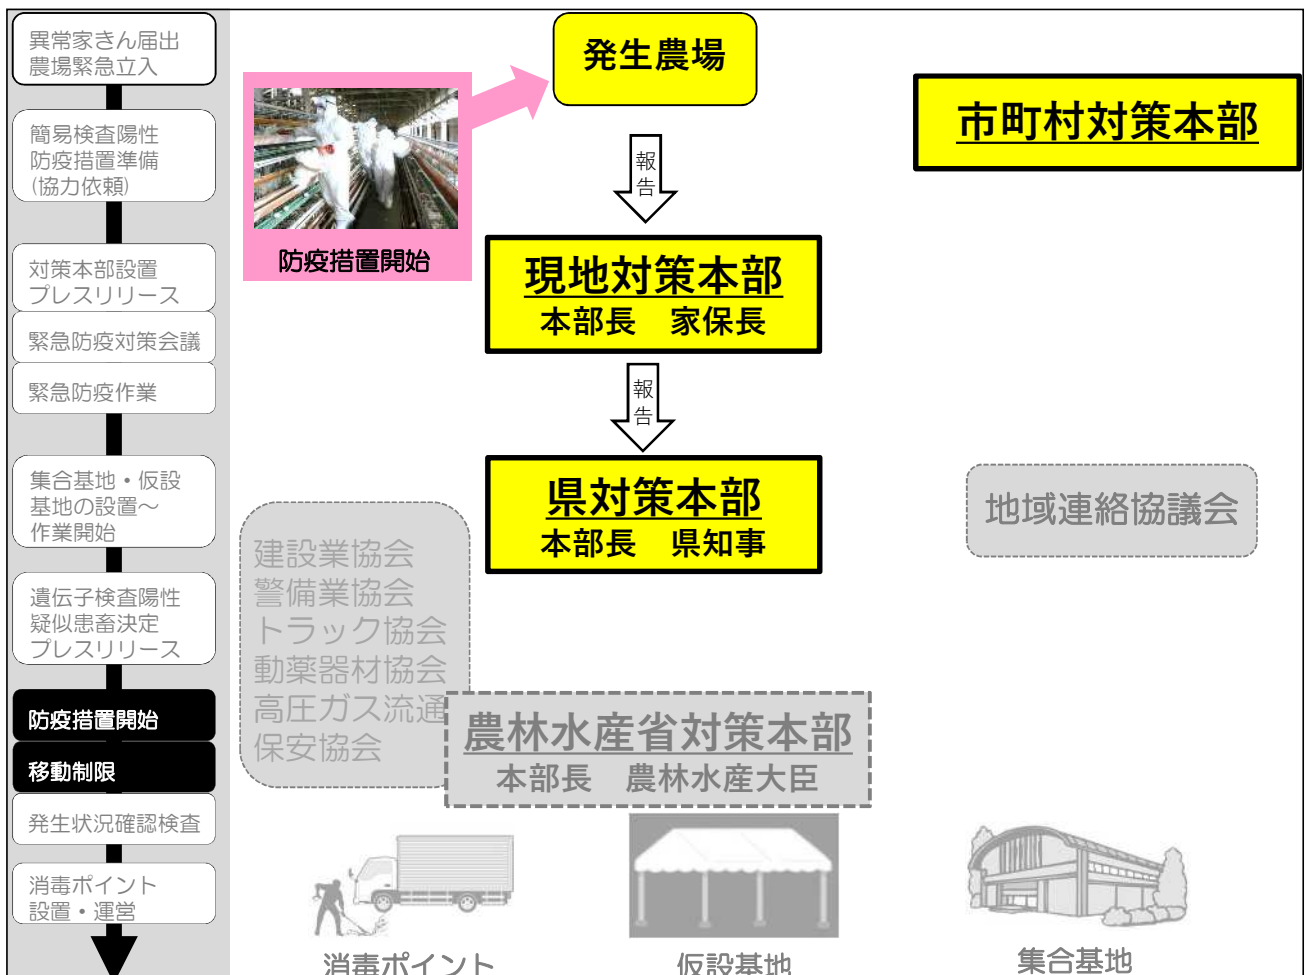 異常家きん届出
農場緊急立入
簡易検査陽性
防疫措置準備
(協力依頼)
対策本部設置
プレスリリース
緊急防疫対策会議
緊急防疫作業
集合基地・仮設
基地の設置～
作業開始
遺伝子検査陽性
疑似患畜決定
プレスリリース
防疫措置開始
移動制限
発生状況確認検査
消毒ポイント
設置・運営
発生農場
防疫措置開始
報告
市町村対策本部
現地対策本部
本部長　家保長
報告
県対策本部
本部長　県知事
地域連絡協議会
建設業協会
警備業協会
トラック協会
動薬器材協会
高圧ガス流通
保安協会
農林水産省対策本部
本部長　農林水産大臣
消毒ポイント
仮設基地
集合基地